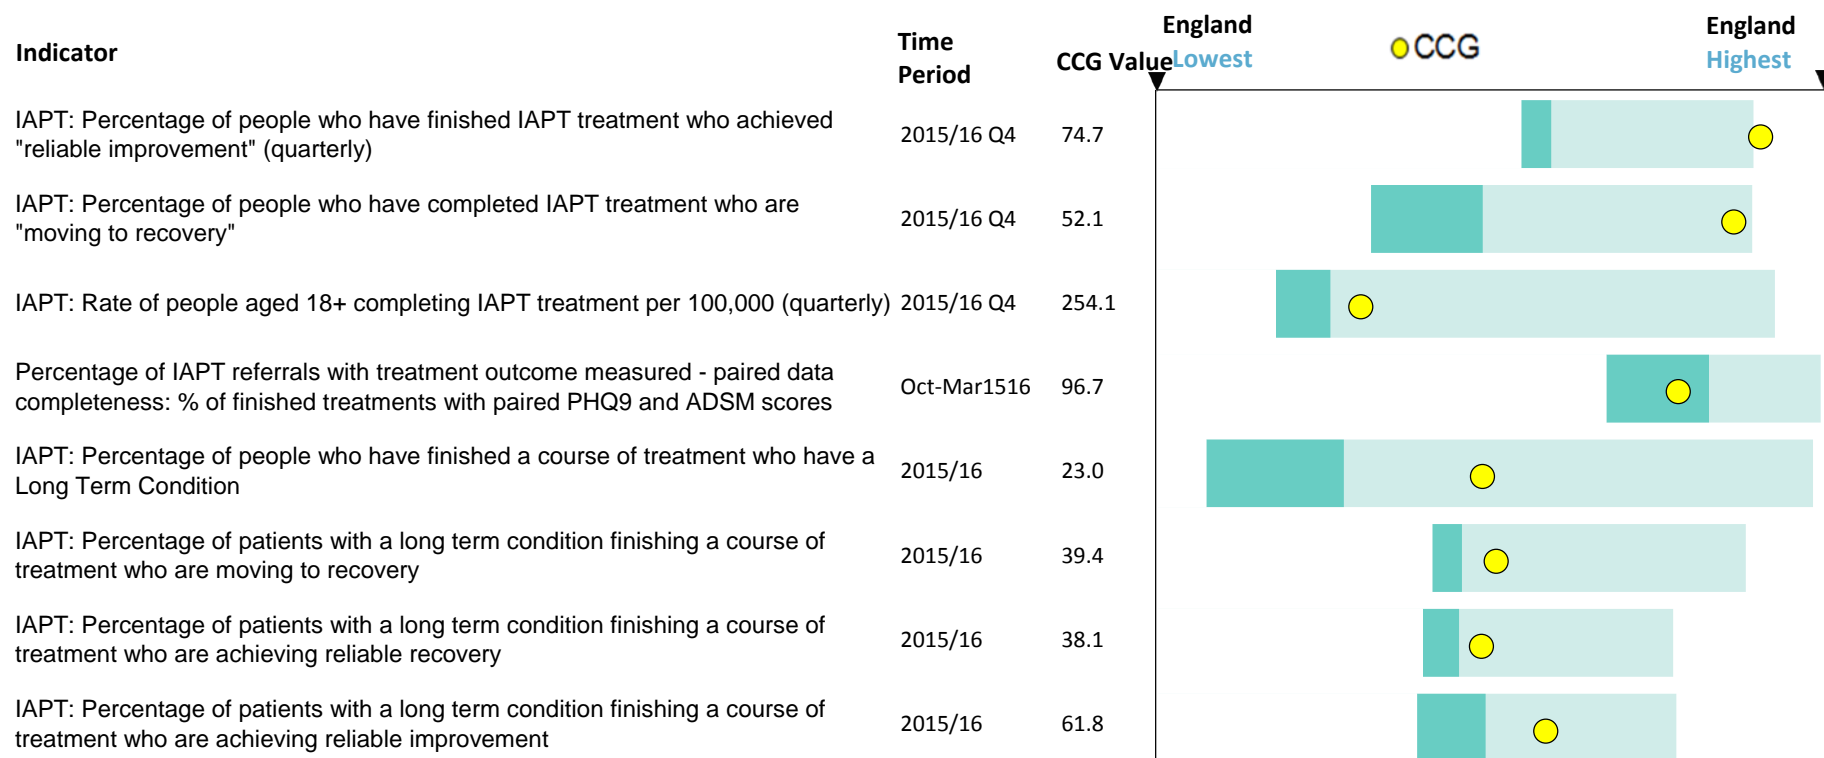 Indicator
Time
Period
CCG Value
England
Lowest
CCG
England
Highest
IAPT: Percentage of people who have finished IAPT treatment who achieved
"reliable improvement" (quarterly)
2015/16 Q4
74.7
IAPT: Percentage of people who have completed IAPT treatment who are
"moving to recovery"
2015/16 Q4
52.1
IAPT: Rate of people aged 18+ completing IAPT treatment per 100,000 (quarterly)
2015/16 Q4
254.1
Percentage of IAPT referrals with treatment outcome measured - paired data
completeness: % of finished treatments with paired PHQ9 and ADSM scores
Oct-Mar1516
96.7
IAPT: Percentage of people who have finished a course of treatment who have a
Long Term Condition
2015/16
23.0
IAPT: Percentage of patients with a long term condition finishing a course of
treatment who are moving to recovery
2015/16
39.4
IAPT: Percentage of patients with a long term condition finishing a course of
treatment who are achieving reliable recovery
2015/16
38.1
IAPT: Percentage of patients with a long term condition finishing a course of
treatment who are achieving reliable improvement
2015/16
61.8